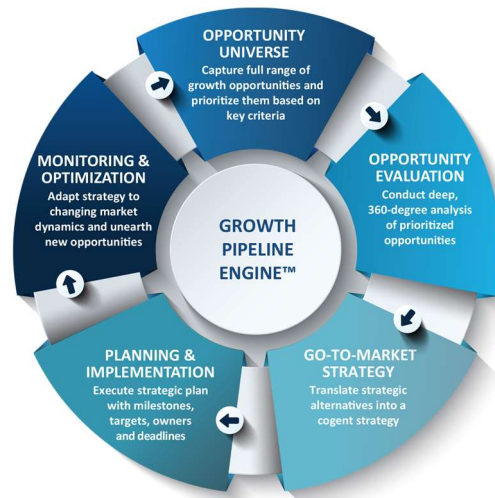 OPPORTUNITY
UNIVERSE
Capture full range of
growth opportunities and
prioritize them based on
key criteria
OPPORTUNITY
EVALUATION
Conduct deep,
360-degree analysis
of prioritized
opportunities
GO-TO-MARKET
STRATEGY
Translate strategic
alternatives into a
cogent strategy
PLANNING &
IMPLEMENTATION
Execute strategic plan
with milestones,
targets, owners
and deadlines
MONITORING &
OPTIMIZATION
Adapt strategy to
changing market
dynamics and unearth
new opportunities
GROWTH
PIPELINE
ENGINE™